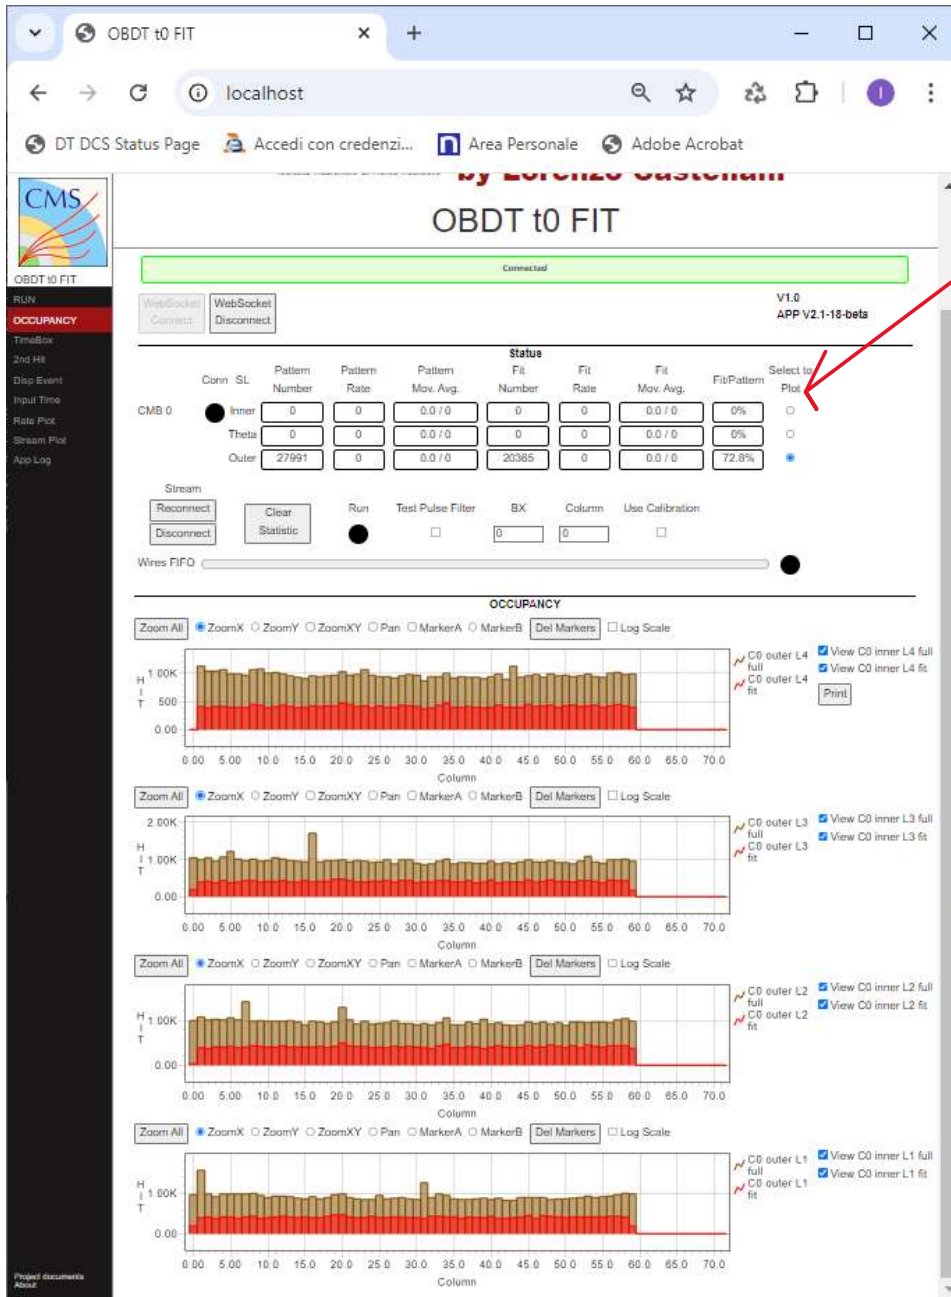 OBDT t0 FIT
localhost
DT DCS Status Page Accedi con credenzi... Area Personale Adobe Acrobat
CMS
by Lorenzo Castellani
OBDT t0 FIT
OBDT t0 FIT
Connected
RUN
OCCUPANCY
TimeBox
2nd Hit
Disp Event
Input Time
Rate Plot
Stream Plot
App Log
WebSocket Connect
WebSocket Disconnect
V1.0
APP V2.1-18-beta
Status
Conn SL Pattern Number Pattern Rate Pattern Mov. Avg. Fit Number Fit Rate Fit Mov. Avg. Fit/Pattern Select to Plot
CMB 0 Inner 0 0 0.0 / 0 0 0 0.0 / 0 0%
Theta 0 0 0.0 / 0 0 0 0.0 / 0 0%
Outer 27991 0 0.0 / 0 20365 0 0.0 / 0 72.8%
Stream
Reconnect
Disconnect
Clear Statistic
Run Test Pulse Filter BX Column Use Calibration
0 0
Wires FIFO
OCCUPANCY
Zoom All ZoomX ZoomY ZoomXY Pan MarkerA MarkerB Del Markers Log Scale
C0 outer L4 full
C0 outer L4 fit
View C0 inner L4 full
View C0 inner L4 fit
Print
HIT
1.00K
500
0.00
0.00 5.00 10.0 15.0 20.0 25.0 30.0 35.0 40.0 45.0 50.0 55.0 60.0 65.0 70.0
Column
Zoom All ZoomX ZoomY ZoomXY Pan MarkerA MarkerB Del Markers Log Scale
C0 outer L3 full
C0 outer L3 fit
View C0 inner L3 full
View C0 inner L3 fit
HIT
2.00K
1.00K
0.00
0.00 5.00 10.0 15.0 20.0 25.0 30.0 35.0 40.0 45.0 50.0 55.0 60.0 65.0 70.0
Column
Zoom All ZoomX ZoomY ZoomXY Pan MarkerA MarkerB Del Markers Log Scale
C0 outer L2 full
C0 outer L2 fit
View C0 inner L2 full
View C0 inner L2 fit
HIT
1.00K
0.00
0.00 5.00 10.0 15.0 20.0 25.0 30.0 35.0 40.0 45.0 50.0 55.0 60.0 65.0 70.0
Column
Zoom All ZoomX ZoomY ZoomXY Pan MarkerA MarkerB Del Markers Log Scale
C0 outer L1 full
C0 outer L1 fit
View C0 inner L1 full
View C0 inner L1 fit
HIT
1.00K
0.00
0.00 5.00 10.0 15.0 20.0 25.0 30.0 35.0 40.0 45.0 50.0 55.0 60.0 65.0 70.0
Column
Project documents
About